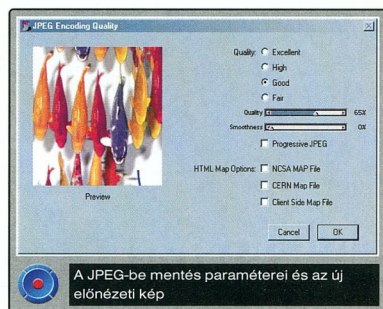 JPEG Encoding Quality
Quality: Excellent
High
Good
Fair
Quality 65%
Smoothness 0%
Progressive JPEG
HTML Map Options: NCSA MAP File
CERN Map File
Client Side Map File
Preview
Cancel OK
A JPEG-be mentés paraméterei és az új
előnézeti kép